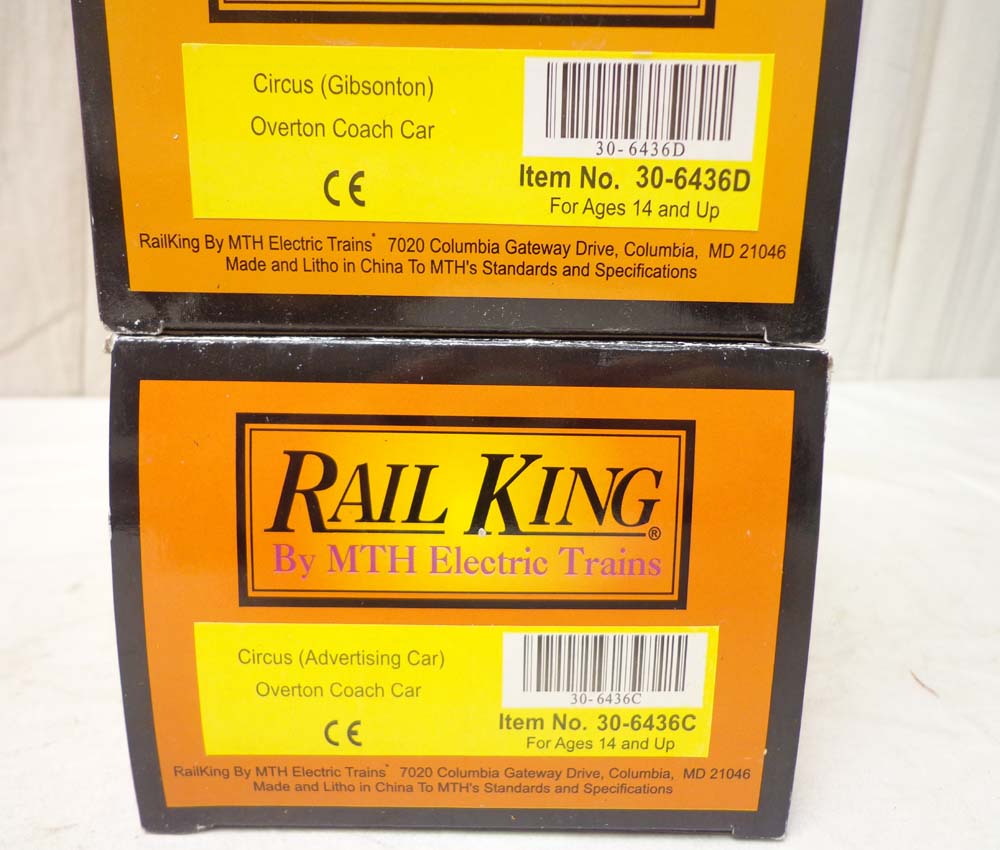 Circus (Gibsonton)
Overton Coach Car
CE
30-6436D
Item No. 30-6436D
For Ages 14 and Up
RailKing By MTH Electric Trains* 7020 Columbia Gateway Drive, Columbia, MD 21046
Made and Litho in China To MTH's Standards and Specifications
RAIL KING®
By MTH Electric Trains
Circus (Advertising Car)
Overton Coach Car
CE
30-6436C
Item No. 30-6436C
For Ages 14 and Up
RailKing By MTH Electric Trains* 7020 Columbia Gateway Drive, Columbia, MD 21046
Made and Litho in China To MTH's Standards and Specifications